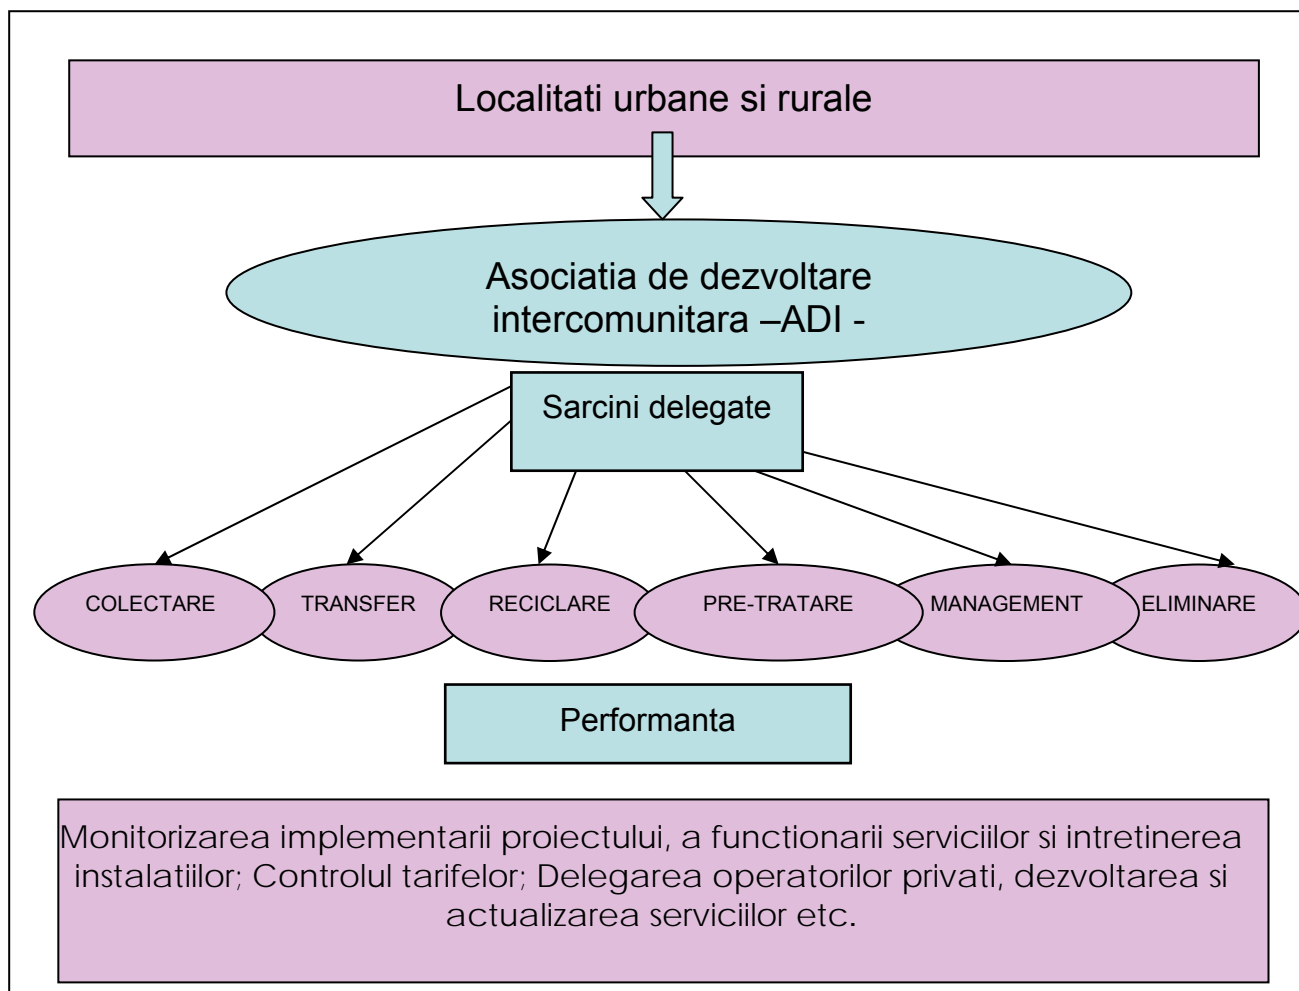 Localitati urbane si rurale
Asociatia de dezvoltare
intercomunitara –ADI -
Sarcini delegate
COLECTARE
TRANSFER
RECICLARE
PRE-TRATARE
MANAGEMENT
ELIMINARE
Performanta
Monitorizarea implementarii proiectului, a functionarii serviciilor si intretinerea
instalatiilor; Controlul tarifelor; Delegarea operatorilor privati, dezvoltarea si
actualizarea serviciilor etc.